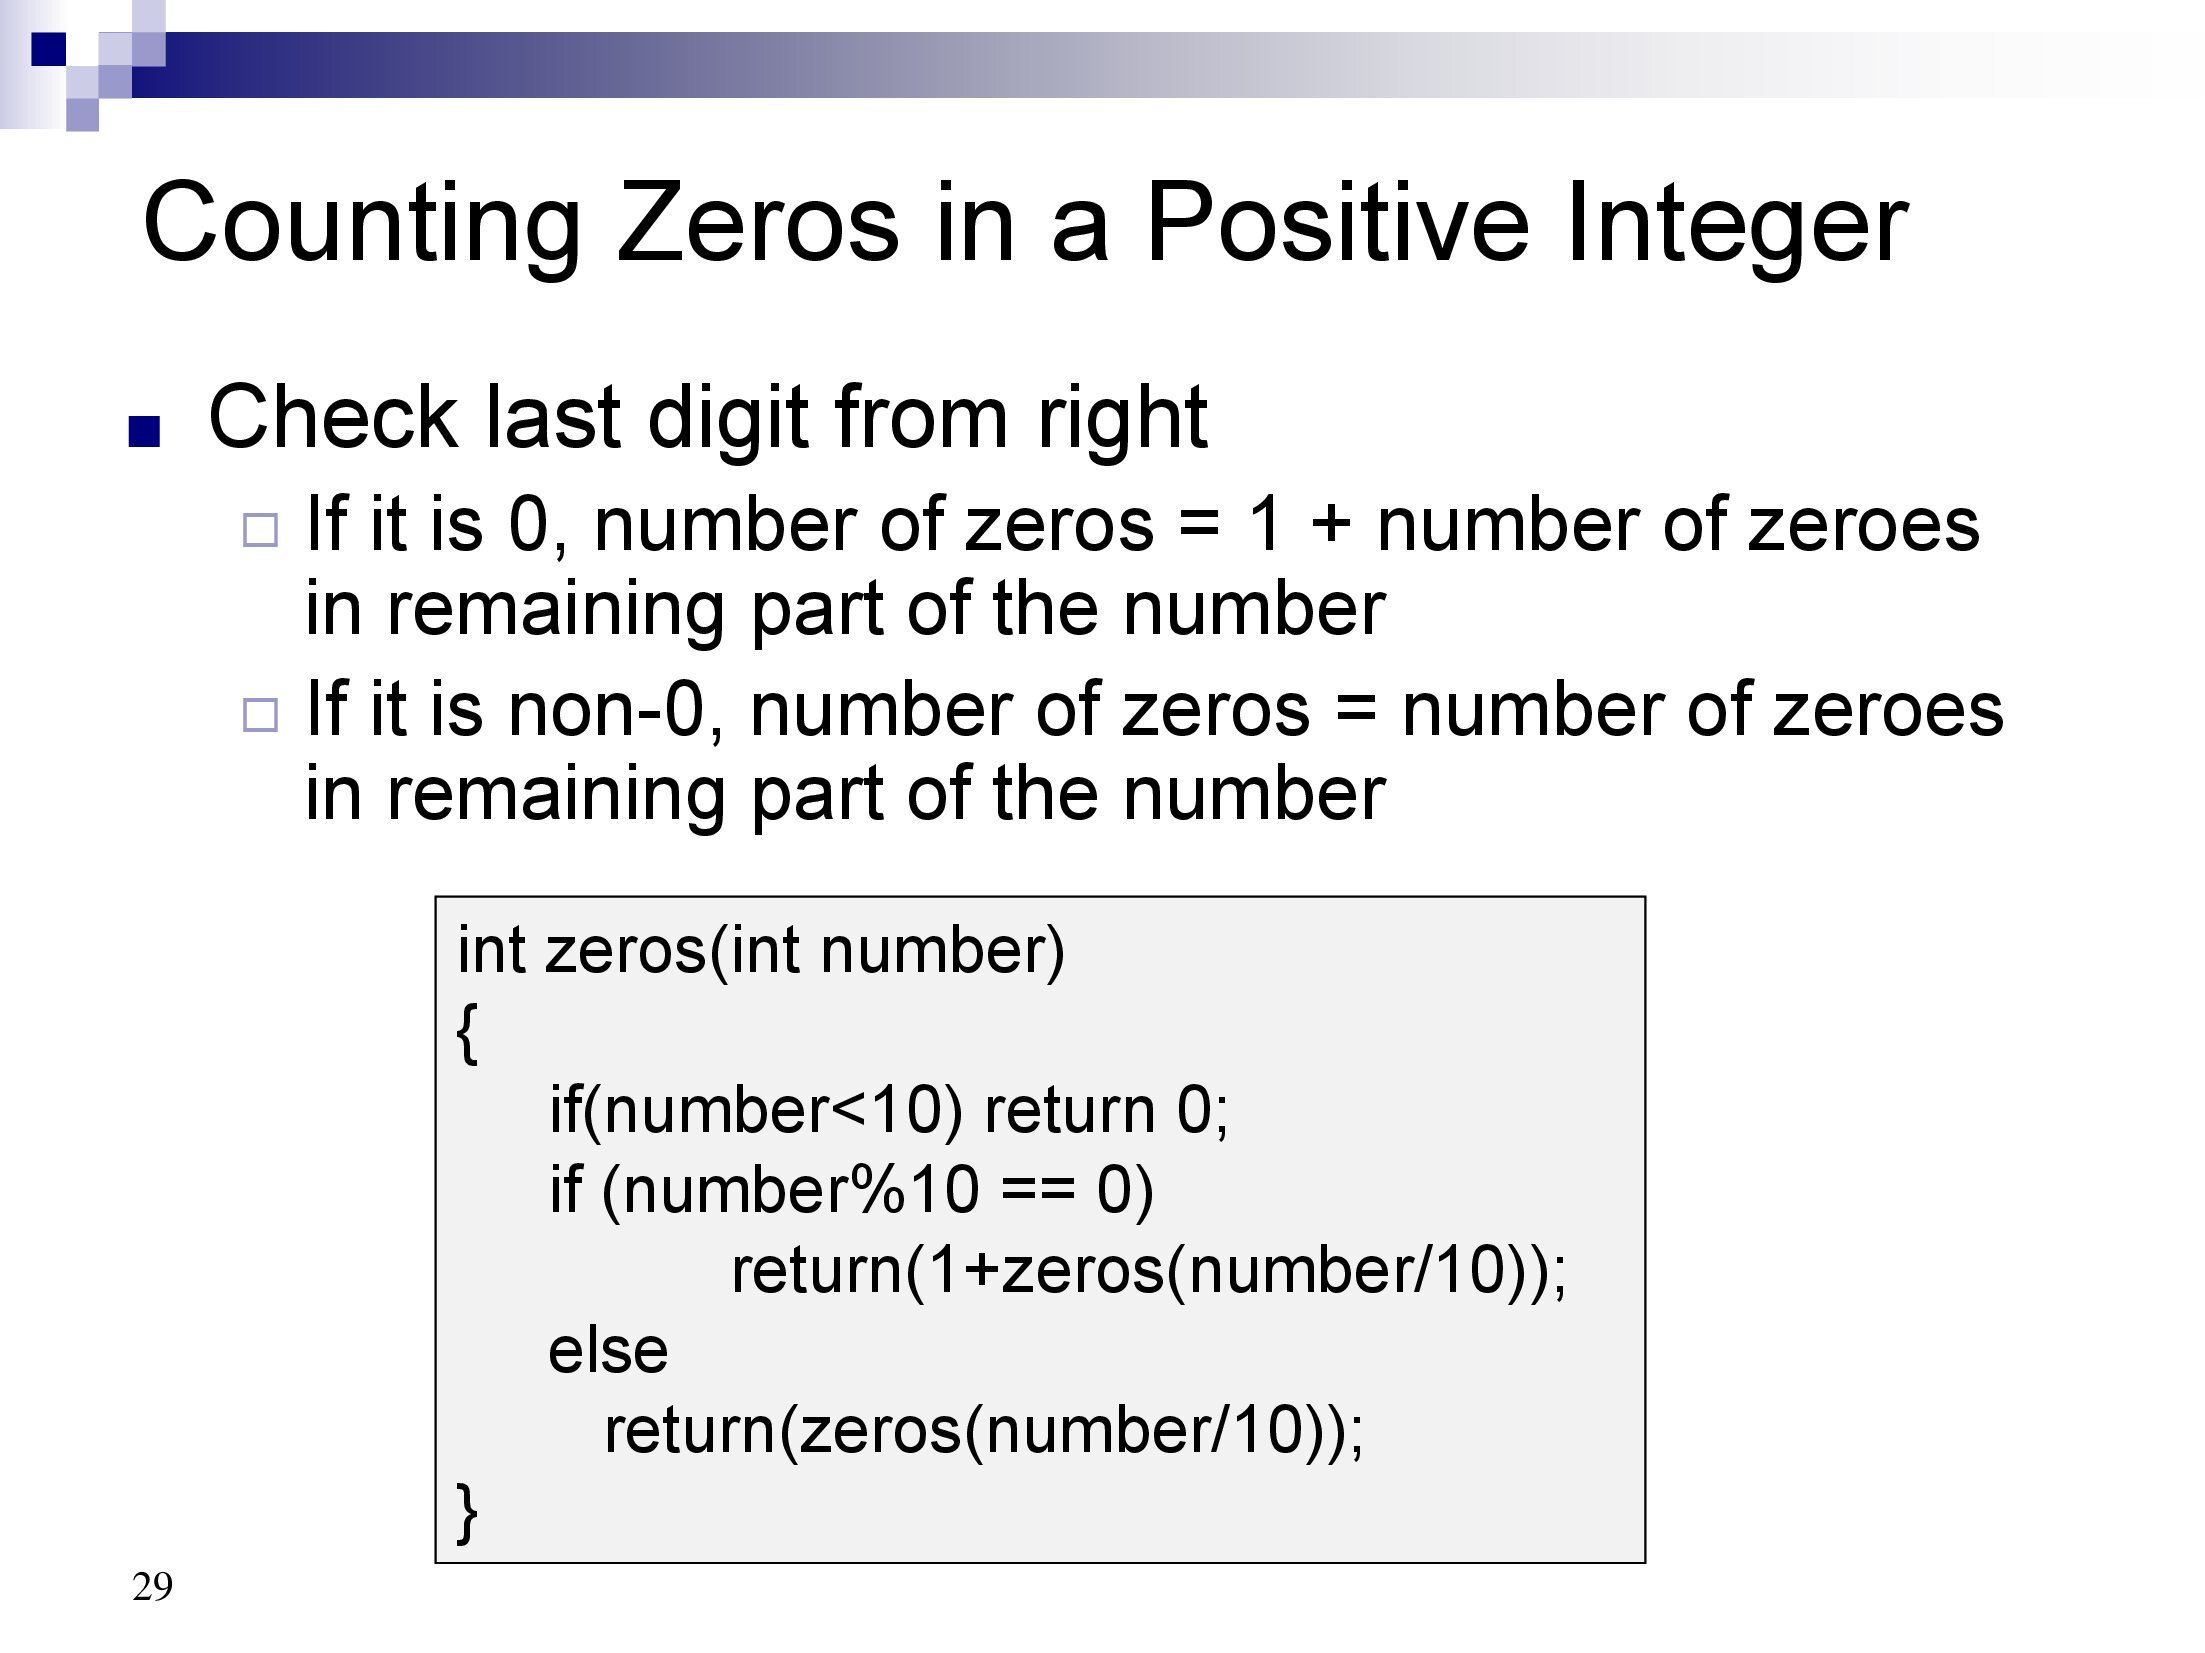 Counting Zeros in a Positive Integer
Check last digit from right
If it is 0, number of zeros = 1 + number of zeroes
in remaining part of the number
If it is non-0, number of zeros = number of zeroes
in remaining part of the number
int zeros(int number)
{
if(number<10) return 0;
if (number%10 == 0)
return(1+zeros(number/10));
else
return(zeros(number/10));
}
29